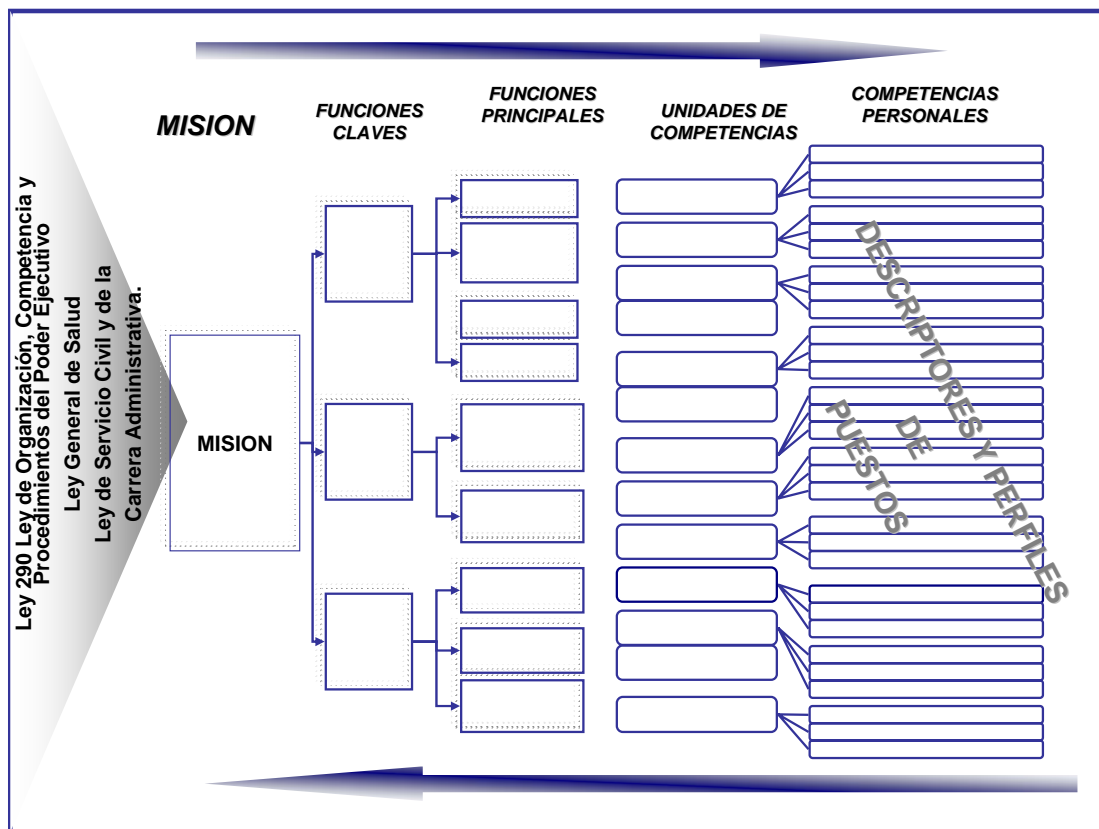 MISION
FUNCIONES
CLAVES
FUNCIONES
PRINCIPALES
UNIDADES DE
COMPETENCIAS
COMPETENCIAS
PERSONALES
Ley 290 Ley de Organización, Competencia y
Procedimientos del Poder Ejecutivo
Ley General de Salud
Ley de Servicio Civil y de la
Carrera Administrativa.
MISION
DESCRIPTORES Y PERFILES
DE
PUESTOS